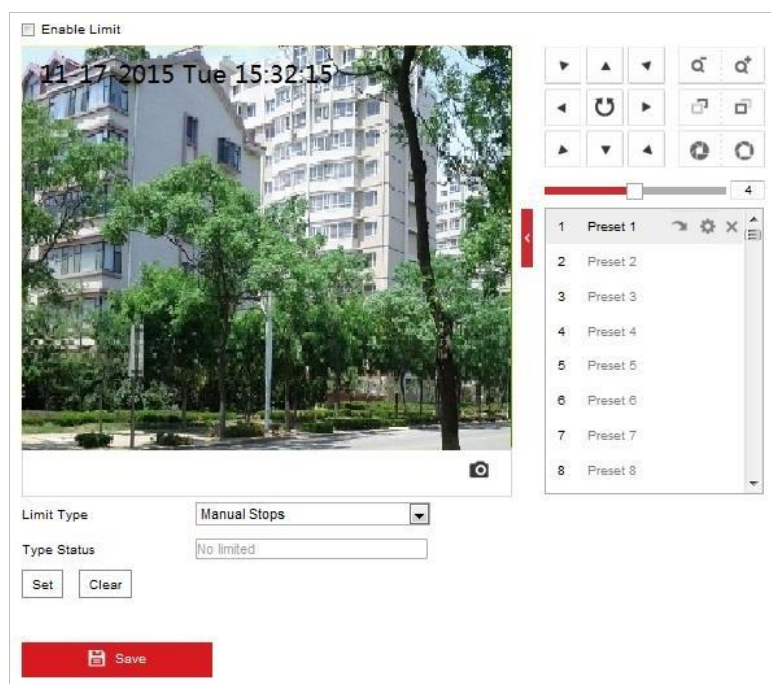 Enable Limit
11-17-2015 Tue 15:32:15
4
1 Preset 1
2 Preset 2
3 Preset 3
4 Preset 4
5 Preset 5
6 Preset 6
7 Preset 7
8 Preset 8
Limit Type Manual Stops
Type Status No limited
Set Clear
Save